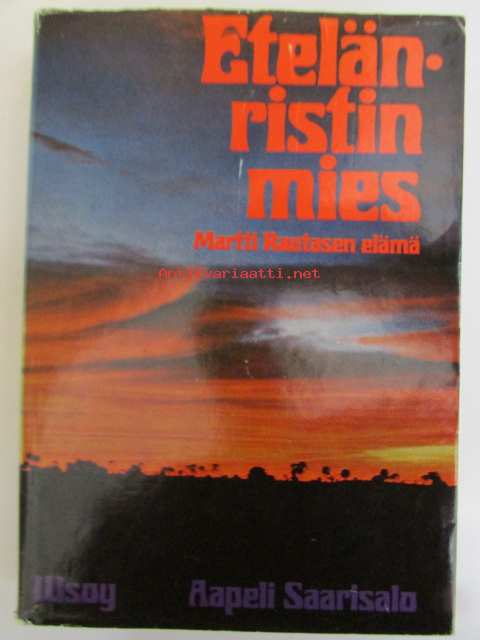 Etelän-
ristin
mies
Martti Rautasen elämä
Antikvariaatti.net
Wsoy Aapeli Saarisalo